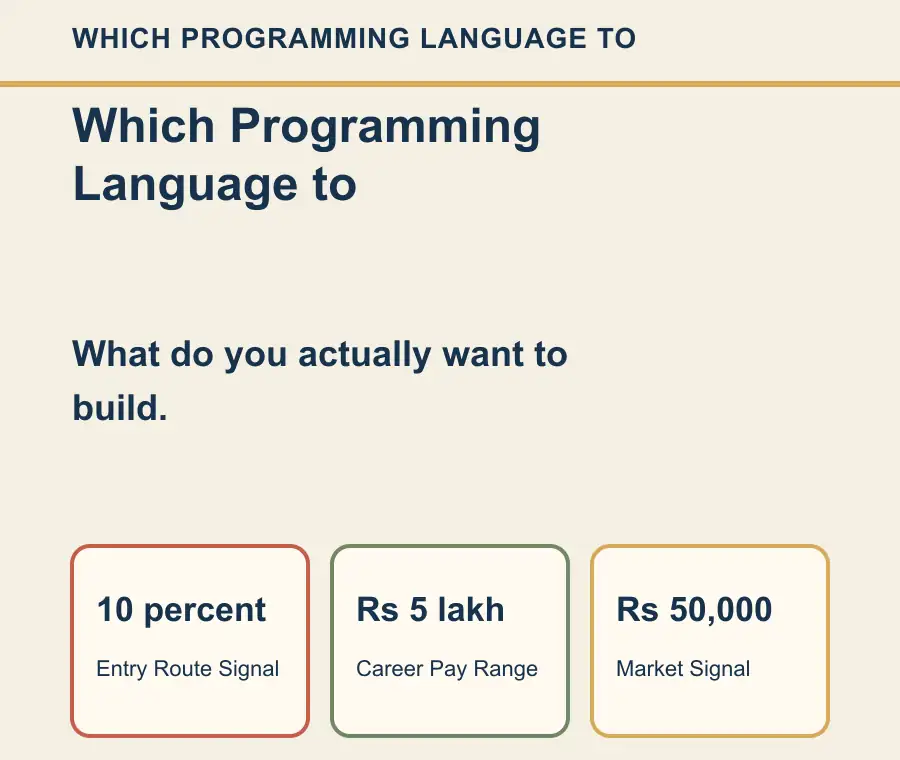 WHICH PROGRAMMING LANGUAGE TO
Which Programming
Language to
What do you actually want to
build.
10 percent
Entry Route Signal
Rs 5 lakh
Career Pay Range
Rs 50,000
Market Signal